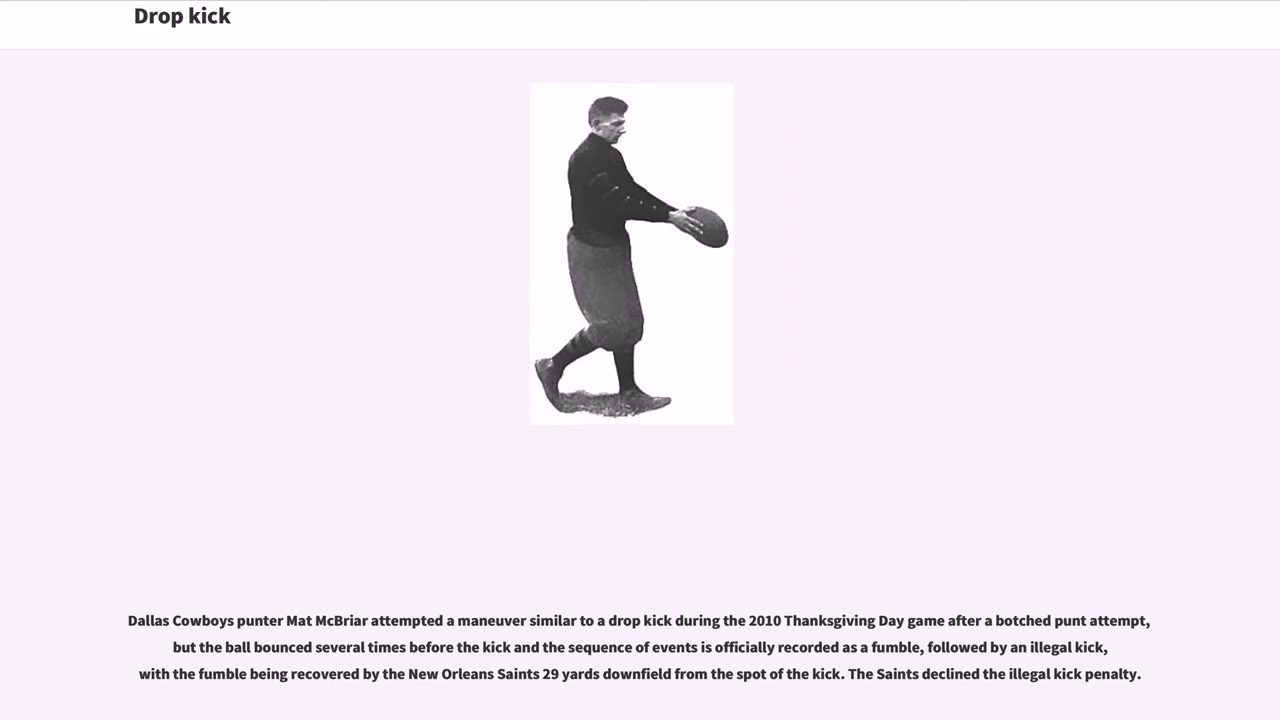 Drop kick
Dallas Cowboys punter Mat McBriar attempted a maneuver similar to a drop kick during the 2010 Thanksgiving Day game after a botched punt attempt,
but the ball bounced several times before the kick and the sequence of events is officially recorded as a fumble, followed by an illegal kick,
with the fumble being recovered by the New Orleans Saints 29 yards downfield from the spot of the kick. The Saints declined the illegal kick penalty.